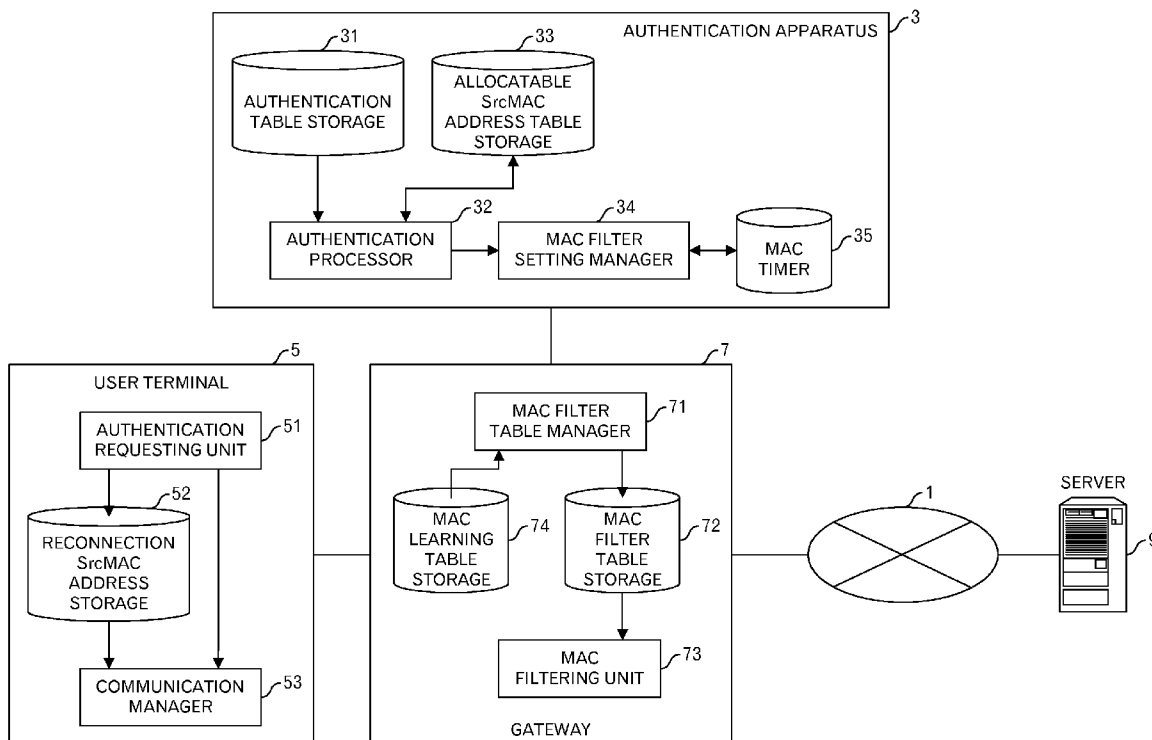 AUTHENTICATION APPARATUS
3
31
33
AUTHENTICATION
TABLE STORAGE
ALLOCATABLE
SrcMAC
ADDRESS TABLE
STORAGE
32
34
35
AUTHENTICATION
PROCESSOR
MAC FILTER
SETTING MANAGER
MAC
TIMER
5
USER TERMINAL
AUTHENTICATION
REQUESTING UNIT
51
52
RECONNECTION
SrcMAC
ADDRESS
STORAGE
COMMUNICATION
MANAGER
53
7
MAC FILTER
TABLE MANAGER
71
MAC
LEARNING
TABLE
STORAGE
74
MAC
FILTER
TABLE
STORAGE
72
MAC
FILTERING UNIT
73
GATEWAY
1
SERVER
9